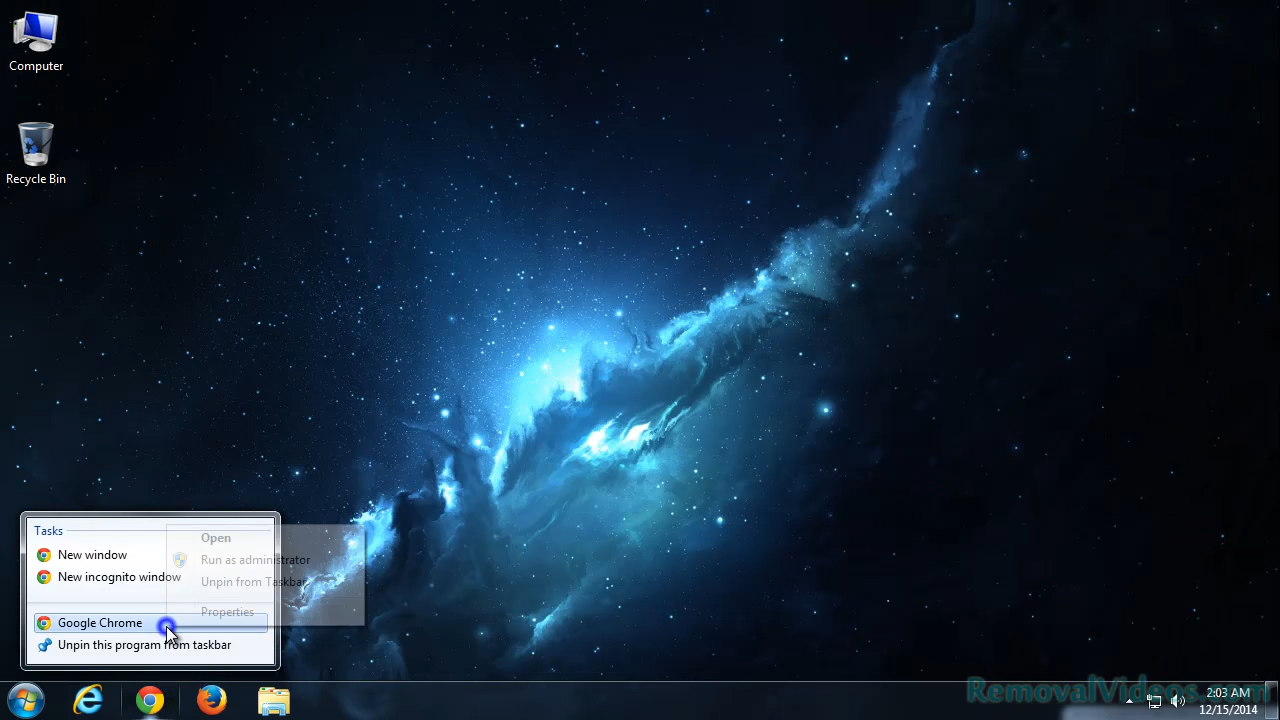 Computer
Recycle Bin
Tasks
New window
New incognito window
Google Chrome
Unpin this program from taskbar
Open
Run as administrator
Unpin from Taskbar
Properties
RemovalVideos.com
2:03 AM
12/15/2014